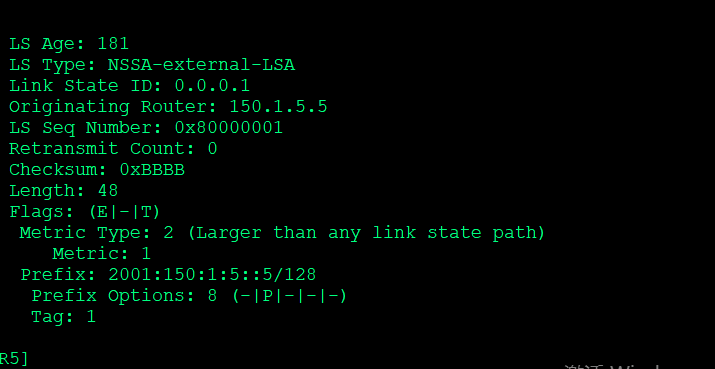 LS Age: 181
LS Type: NSSA-external-LSA
Link State ID: 0.0.0.1
Originating Router: 150.1.5.5
LS Seq Number: 0x80000001
Retransmit Count: 0
Checksum: 0xBBBB
Length: 48
Flags: (E|-|T)
Metric Type: 2 (Larger than any link state path)
Metric: 1
Prefix: 2001:150:1:5::5/128
Prefix Options: 8 (-|P|-|-|-)
Tag: 1
R5]